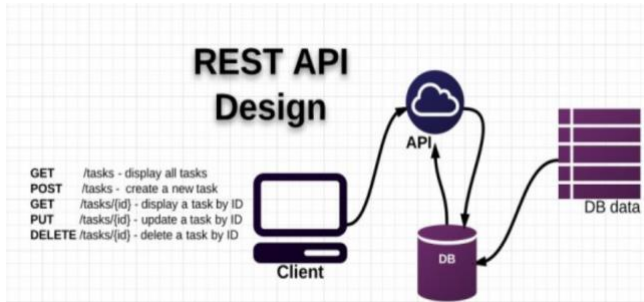 REST API
Design
GET /tasks - display all tasks
POST /tasks - create a new task
GET /tasks/{id} - display a task by ID
PUT /tasks/{id} - update a task by ID
DELETE /tasks/{id} - delete a task by ID
Client
API
DB
DB data